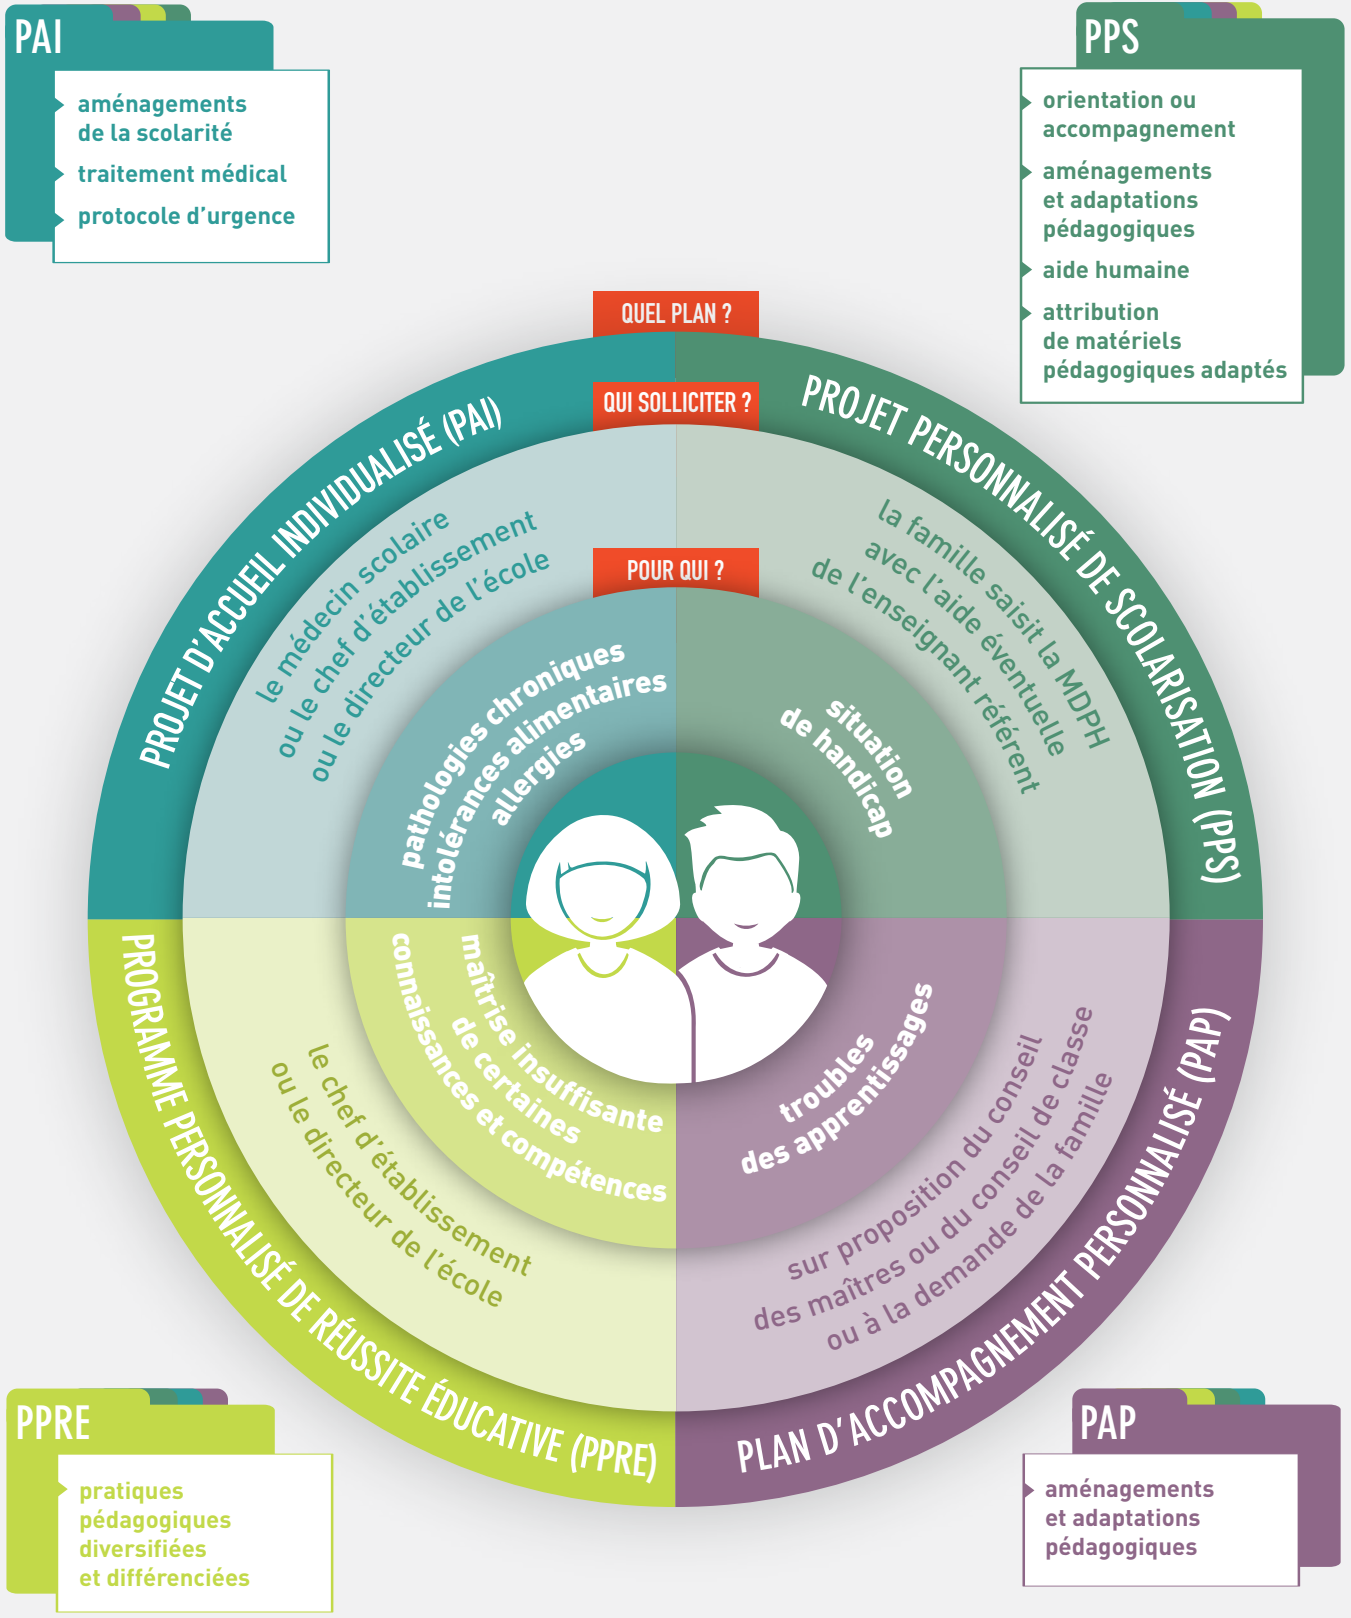 PAI
aménagements
de la scolarité
traitement médical
protocole d’urgence
PPS
orientation ou
accompagnement
aménagements
et adaptations
pédagogiques
aide humaine
attribution
de matériels
pédagogiques adaptés
QUEL PLAN ?
QUI SOLLICITER ?
POUR QUI ?
PROJET D’ACCUEIL INDIVIDUALISÉ (PAI)
le médecin scolaire
ou le chef d’établissement
ou le directeur de l’école
pathologies chroniques
intolérances alimentaires
allergies
PROJET PERSONNALISÉ DE SCOLARISATION (PPS)
la famille saisit la MDPH
avec l’aide éventuelle
de l’enseignant référent
situation
de handicap
PROGRAMME PERSONNALISÉ DE RÉUSSITE ÉDUCATIVE (PPRE)
le chef d’établissement
ou le directeur de l’école
maîtrise insuffisante
de certaines
connaissances et compétences
PLAN D’ACCOMPAGNEMENT PERSONNALISÉ (PAP)
sur proposition du conseil
des maîtres ou du conseil de classe
ou à la demande de la famille
troubles
des apprentissages
PPRE
pratiques
pédagogiques
diversifiées
et différenciées
PAP
aménagements
et adaptations
pédagogiques